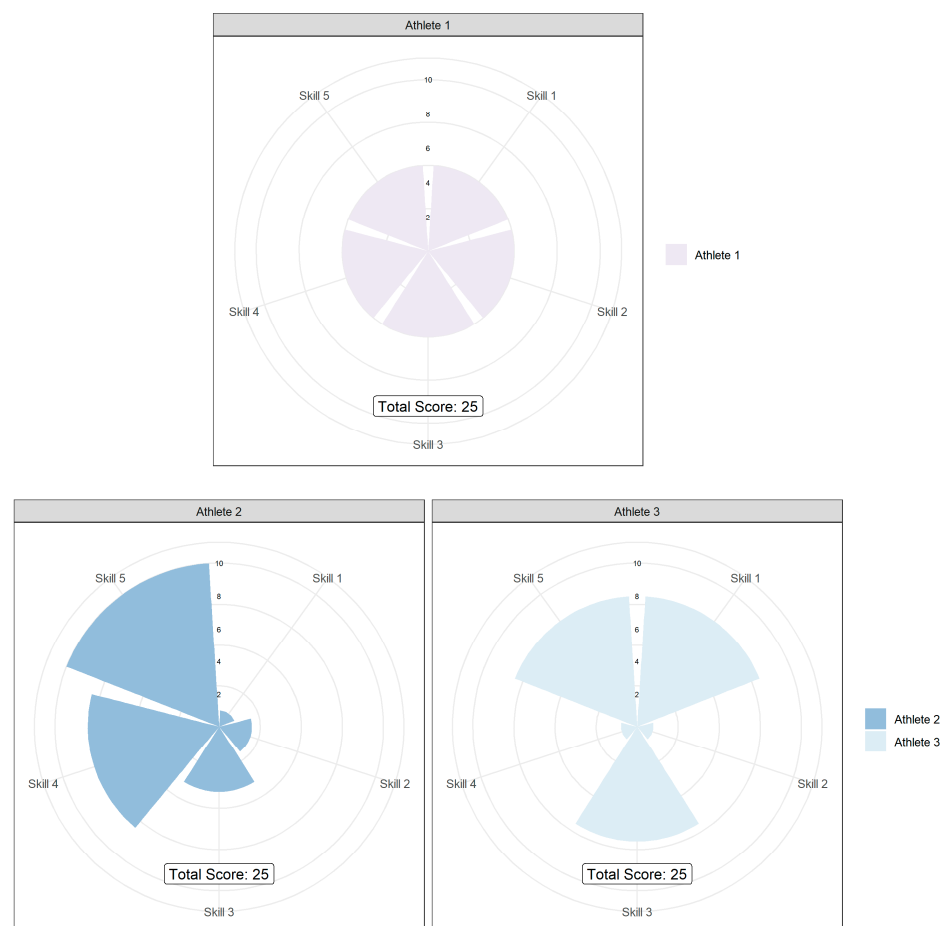 Athlete 1
10
Skill 5
Skill 1
8
6
4
2
Athlete 1
Skill 4
Skill 2
Total Score: 25
Skill 3
Athlete 2
10
Skill 5
Skill 1
8
6
4
2
Skill 4
Skill 2
Total Score: 25
Skill 3
Athlete 3
10
Skill 5
Skill 1
8
6
4
2
Skill 4
Skill 2
Total Score: 25
Skill 3
Athlete 2
Athlete 3